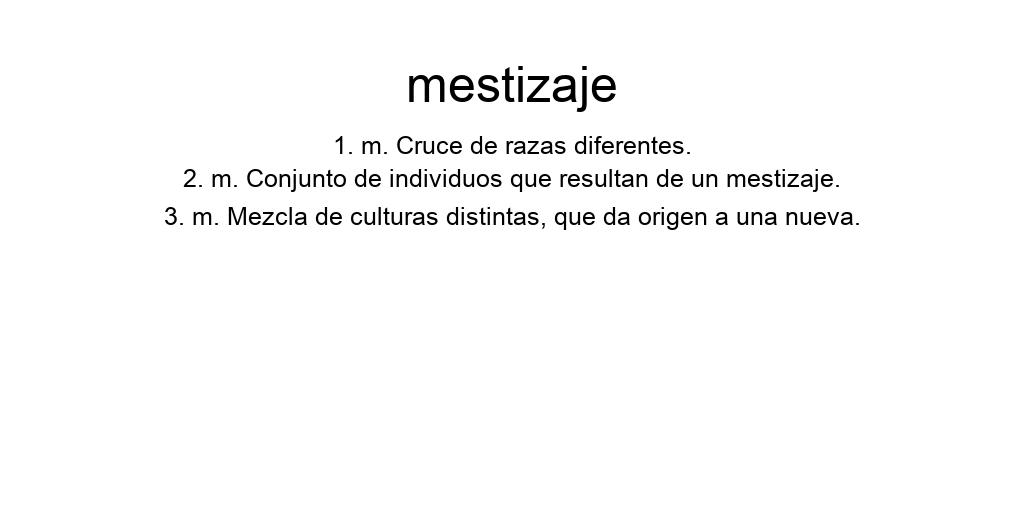 mestizaje
1. m. Cruce de razas diferentes.
2. m. Conjunto de individuos que resultan de un mestizaje.
3. m. Mezcla de culturas distintas, que da origen a una nueva.